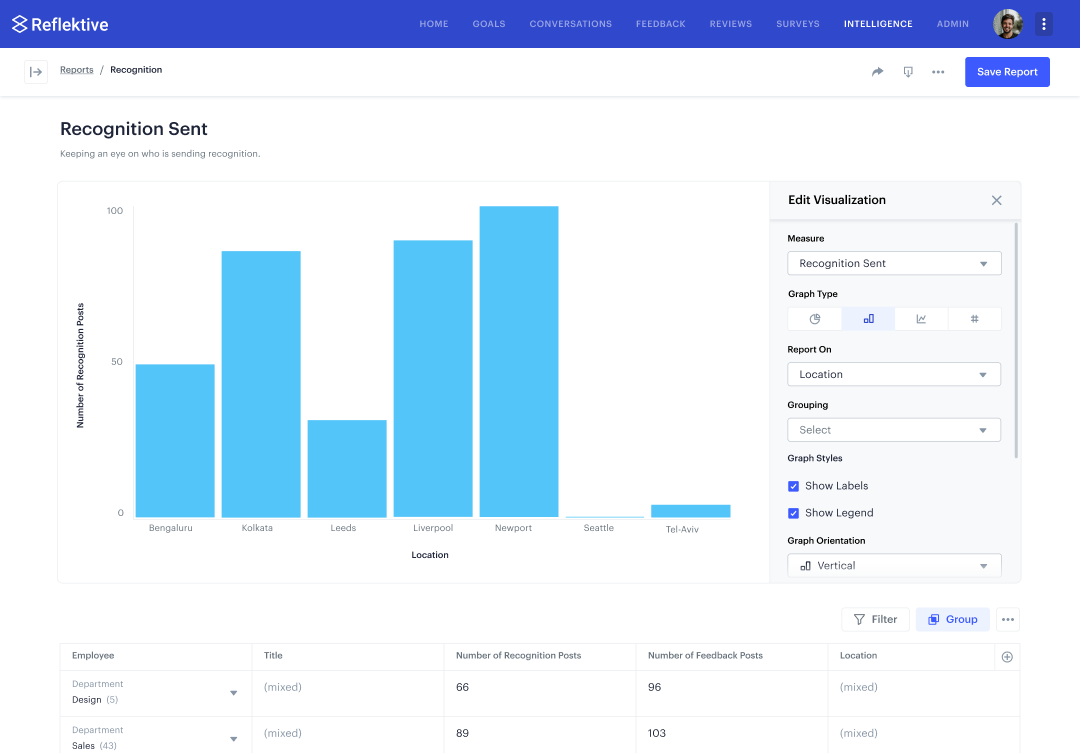 Reflektive
HOME GOALS CONVERSATIONS FEEDBACK REVIEWS SURVEYS INTELLIGENCE ADMIN
Reports / Recognition
Save Report
Recognition Sent
Keeping an eye on who is sending recognition.
100
50
0
Number of Recognition Posts
Bengaluru Kolkata Leeds Liverpool Newport Seattle Tel-Aviv
Location
Edit Visualization
Measure
Recognition Sent
Graph Type
Report On
Location
Grouping
Select
Graph Styles
Show Labels
Show Legend
Graph Orientation
Vertical
Filter Group
Employee Title Number of Recognition Posts Number of Feedback Posts Location
Department
Design (5) (mixed) 66 96 (mixed)
Department
Sales (43) (mixed) 89 103 (mixed)